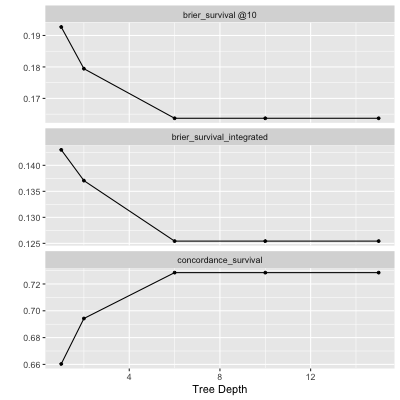 brier_survival @10
0.19
0.18
0.17
brier_survival_integrated
0.140
0.135
0.130
0.125
concordance_survival
0.72
0.70
0.68
0.66
4 8 12
Tree Depth